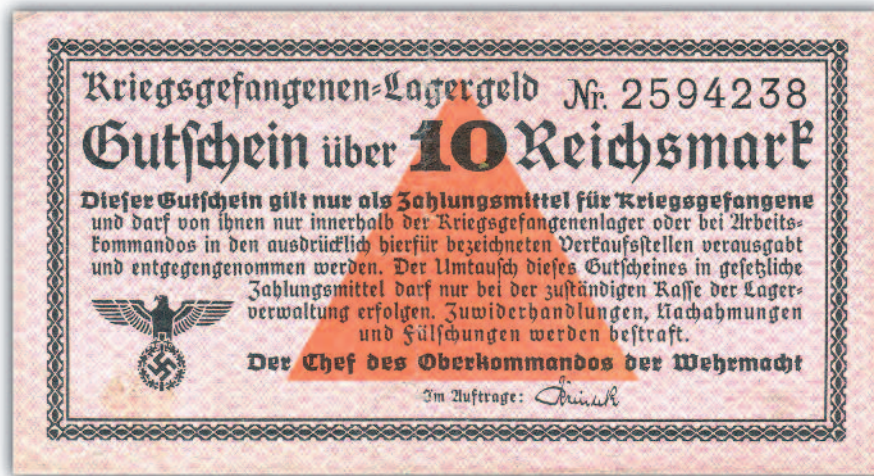 Kriegsgefangenen-Lagergeld Nr. 2594238
Gutschein über 10 Reichsmark
Dieser Gutschein gilt nur als Zahlungsmittel für Kriegsgefangene
und darf von ihnen nur innerhalb der Kriegsgefangenenlager oder bei Arbeits-
kommandos in den ausdrücklich hierfür bezeichneten Verkaufsstellen verausgabt
und entgegengenommen werden. Der Umtausch dieses Gutscheines in gesetzliche
Zahlungsmittel darf nur bei der zuständigen Kasse der Lager-
verwaltung erfolgen. Zuwiderhandlungen, Nachahmungen
und Fälschungen werden bestraft.
Der Chef des Oberkommandos der Wehrmacht
Im Auftrage: